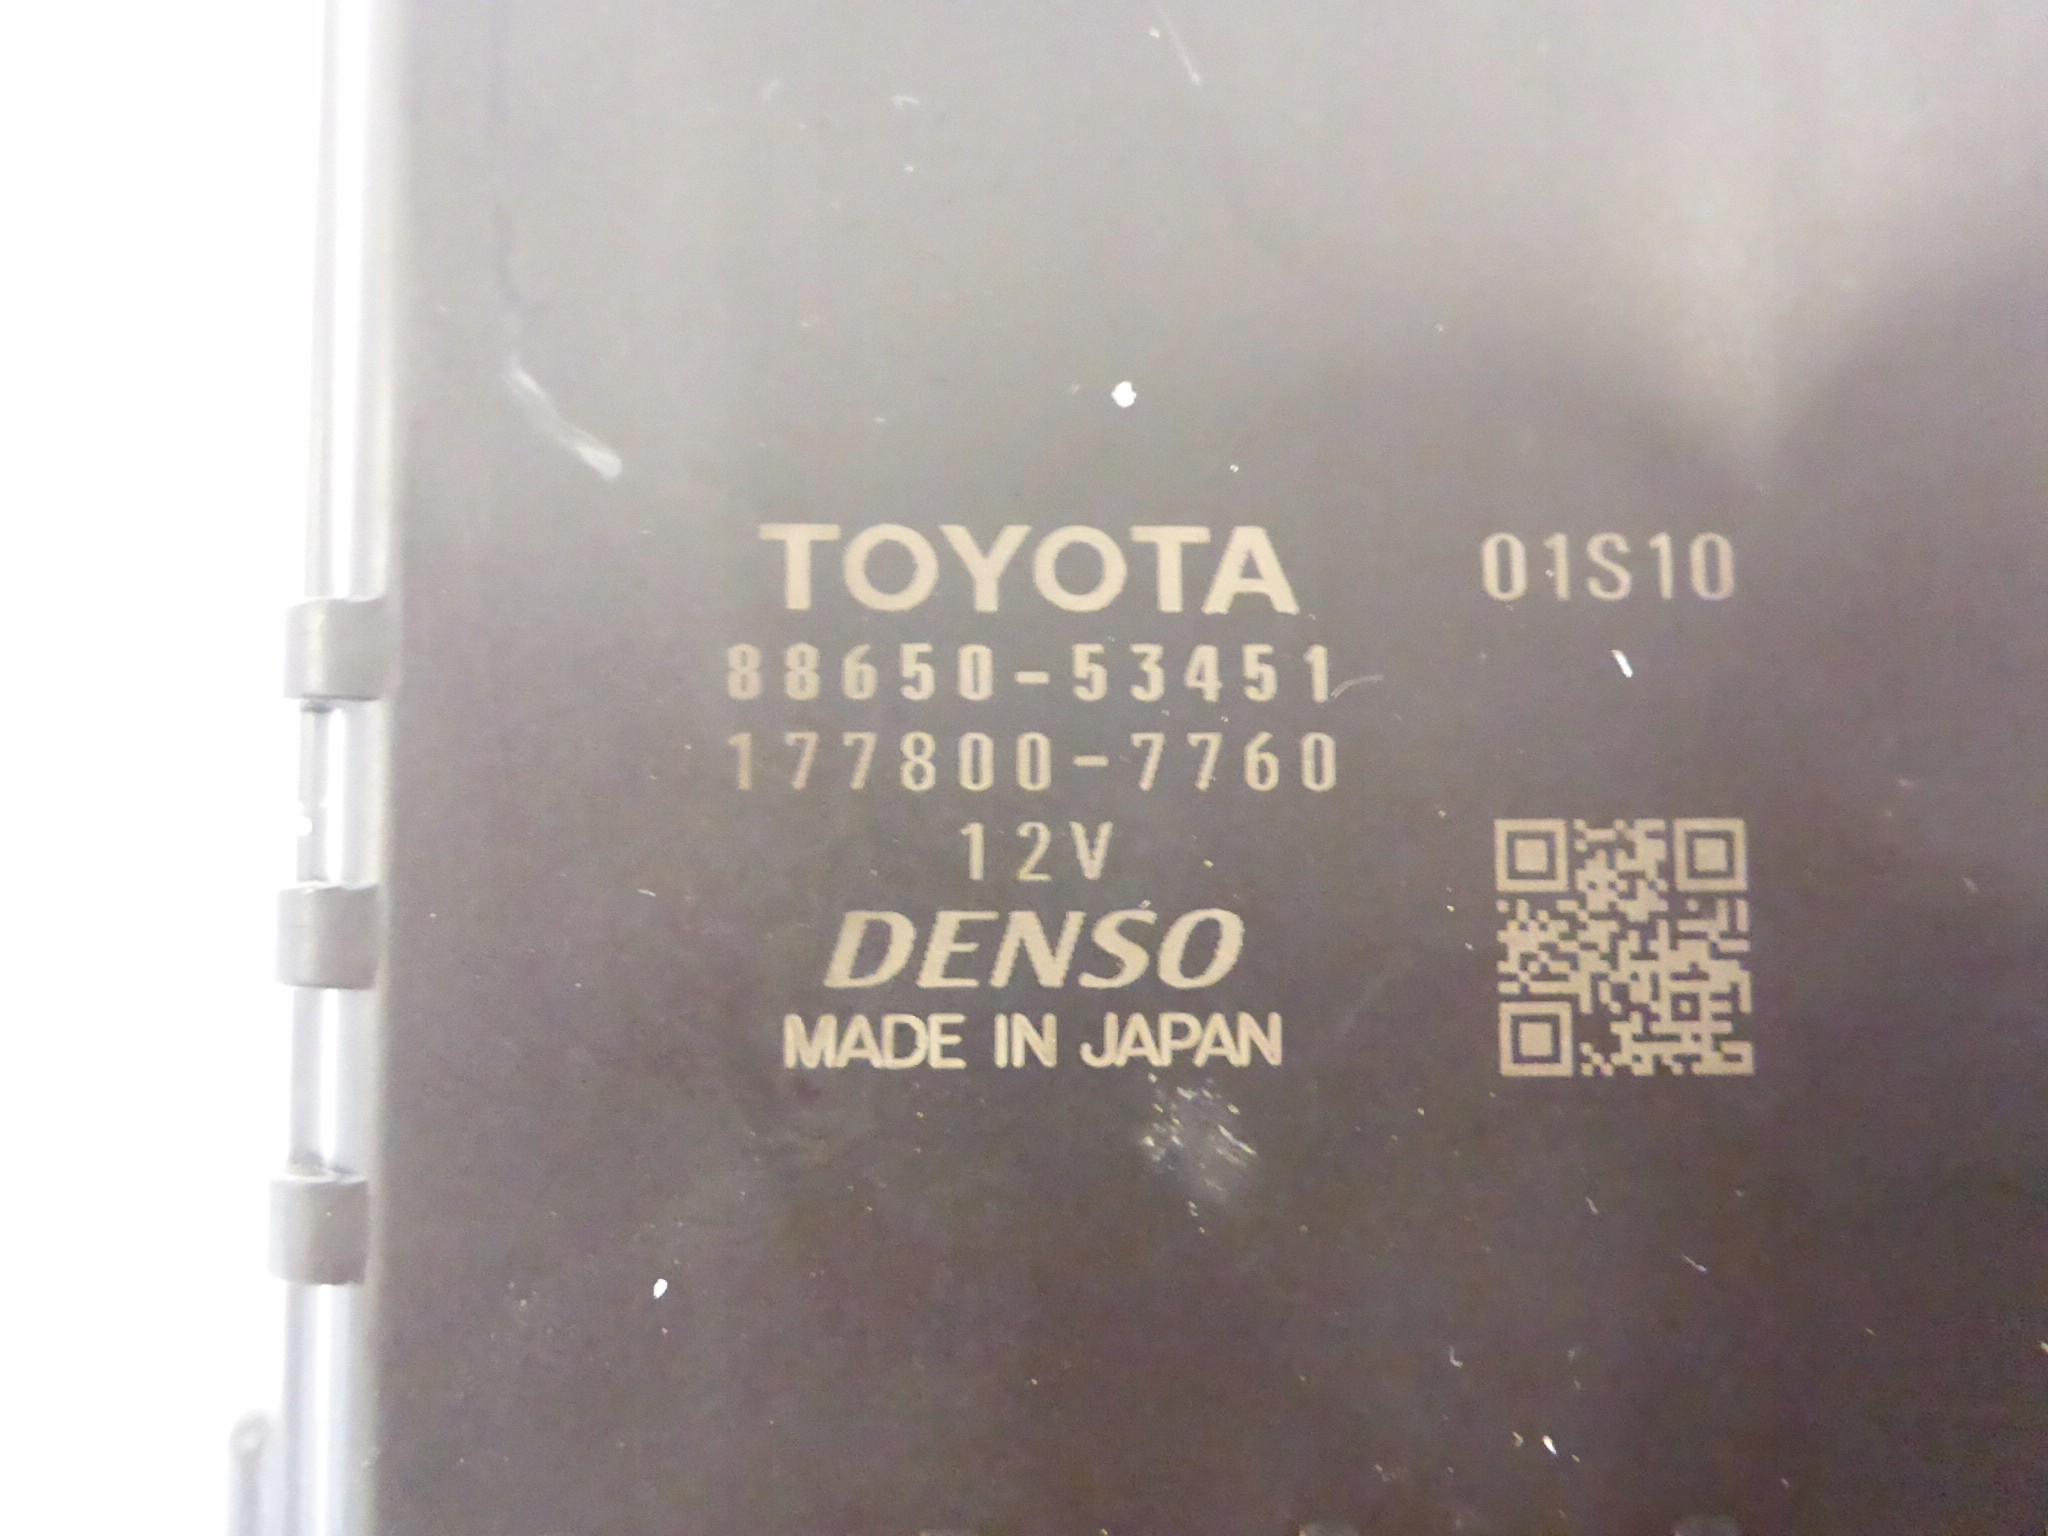 TOYOTA 01S10
88650-53451
177800-7760
12V
DENSO
MADE IN JAPAN